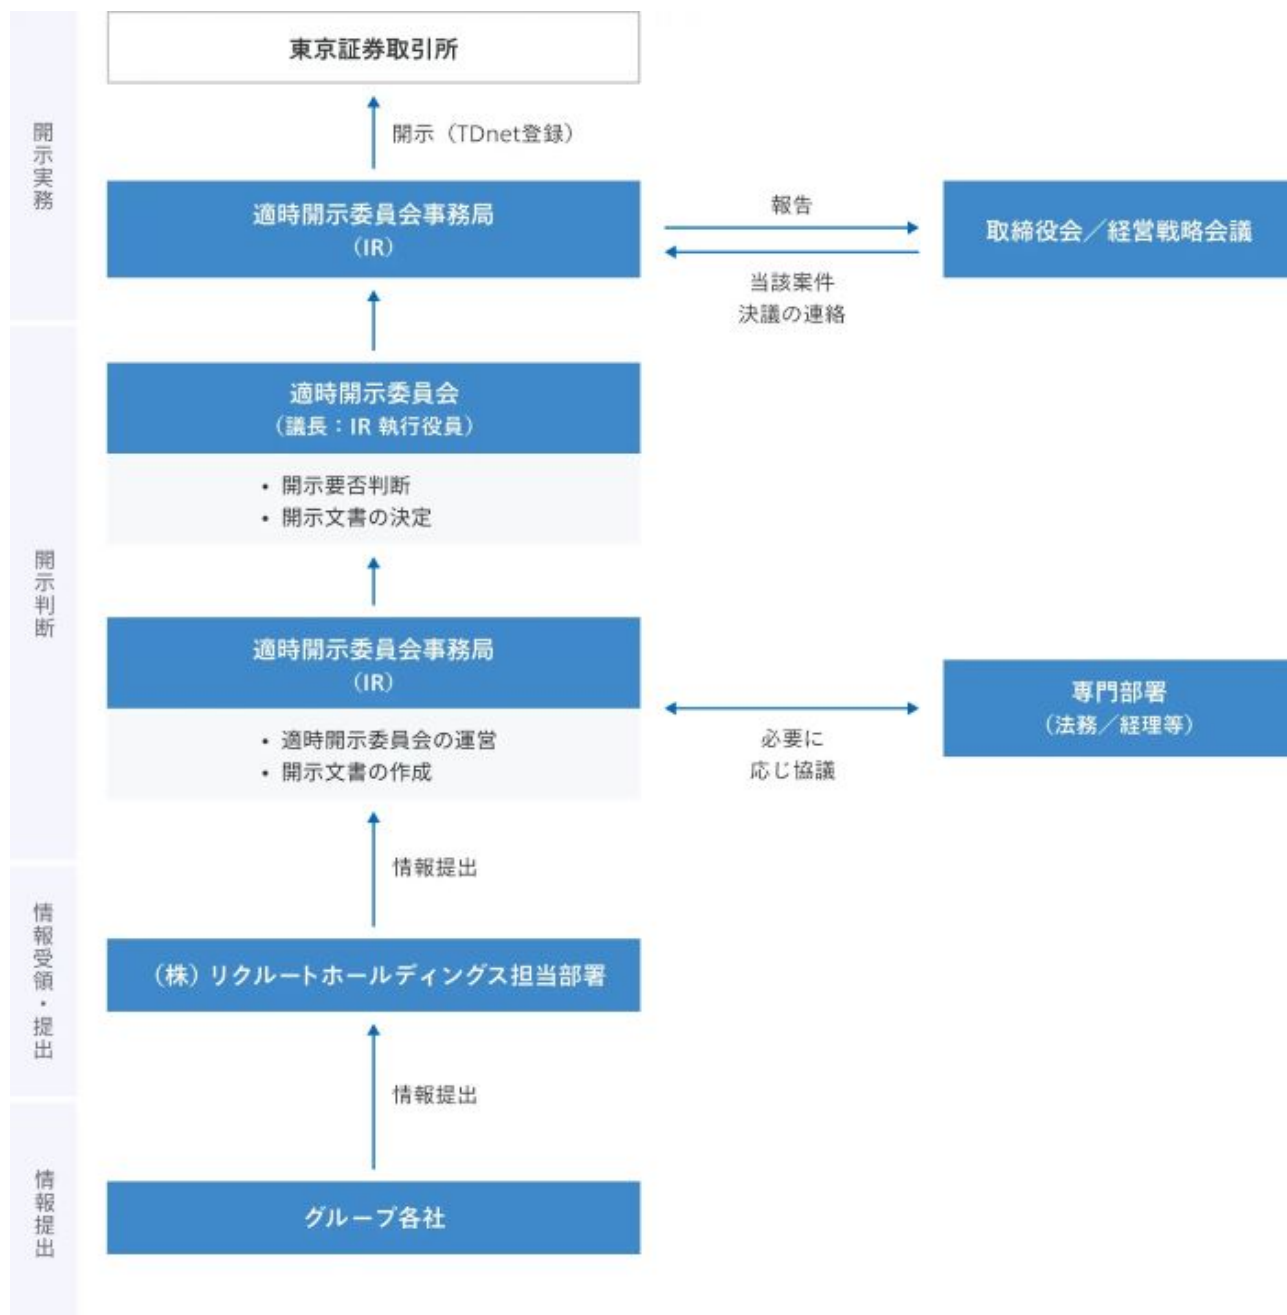 東京証券取引所
開示（TDnet登録）
開示実務
適時開示委員会事務局
（IR）
報告
取締役会／経営戦略会議
当該案件
決議の連絡
適時開示委員会
（議長：IR 執行役員）
• 開示要否判断
• 開示文書の決定
開示判断
適時開示委員会事務局
（IR）
• 適時開示委員会の運営
• 開示文書の作成
必要に
応じ協議
専門部署
（法務／経理等）
情報提出
情報受領・提出
（株）リクルートホールディングス担当部署
情報提出
情報提出
グループ各社